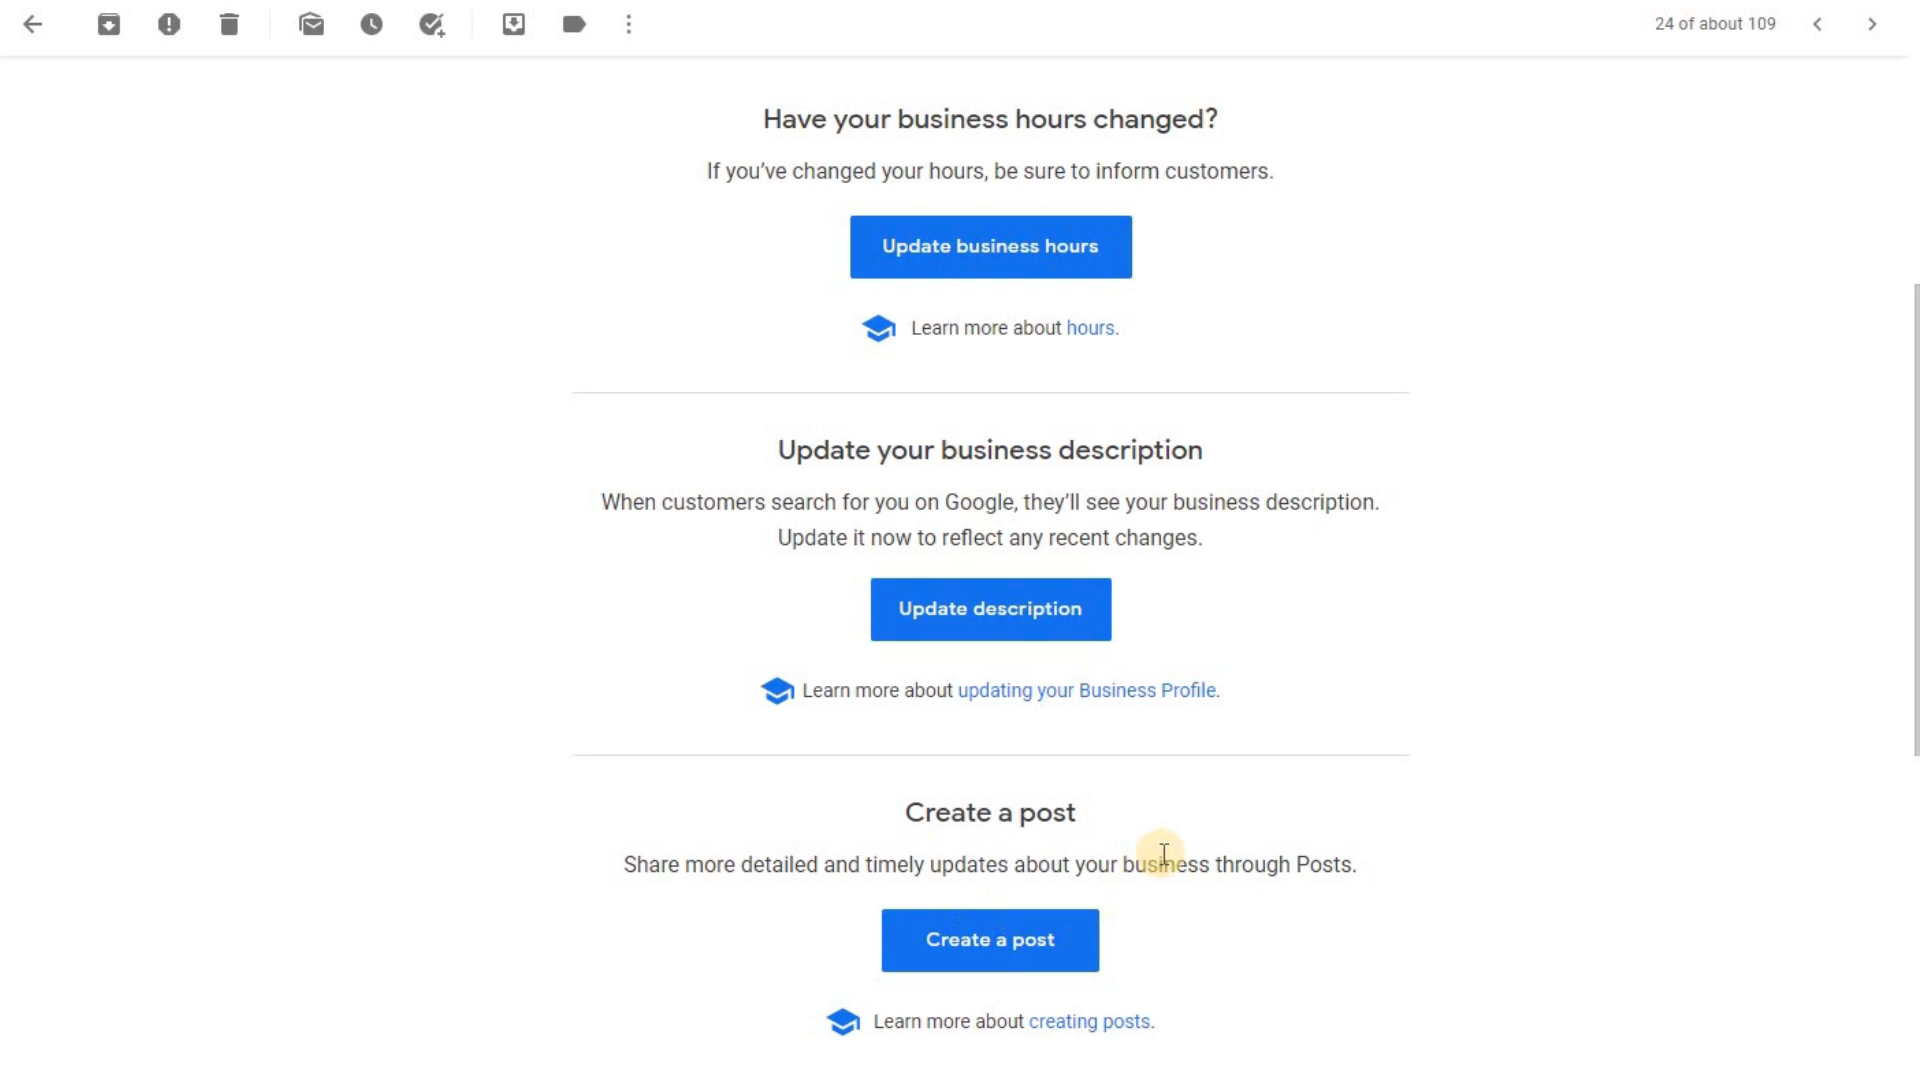 24 of about 109
Have your business hours changed?
If you’ve changed your hours, be sure to inform customers.
Update business hours
Learn more about hours.
Update your business description
When customers search for you on Google, they’ll see your business description.
Update it now to reflect any recent changes.
Update description
Learn more about updating your Business Profile.
Create a post
Share more detailed and timely updates about your business through Posts.
Create a post
Learn more about creating posts.